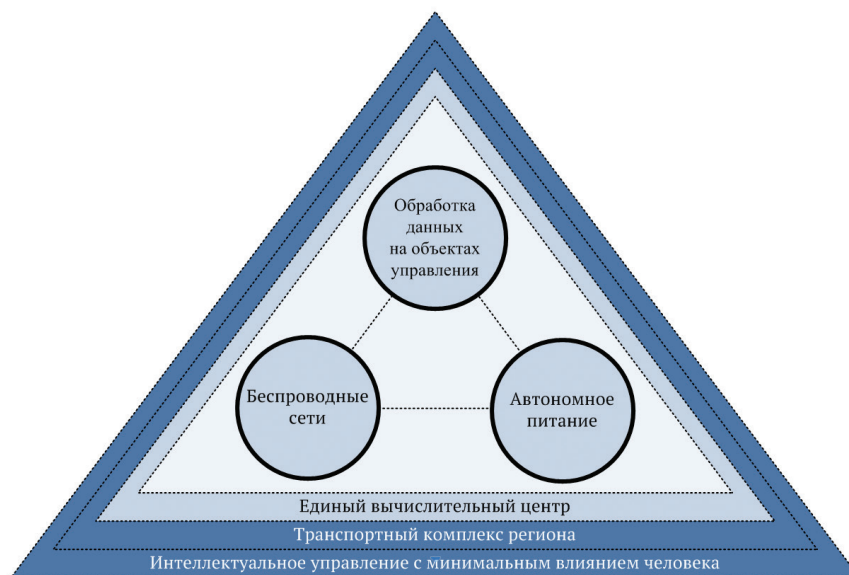 Обработка
данных
на объектах
управления
Беспроводные
сети
Автономное
питание
Единый вычислительный центр
Транспортный комплекс региона
Интеллектуальное управление с минимальным влиянием человека